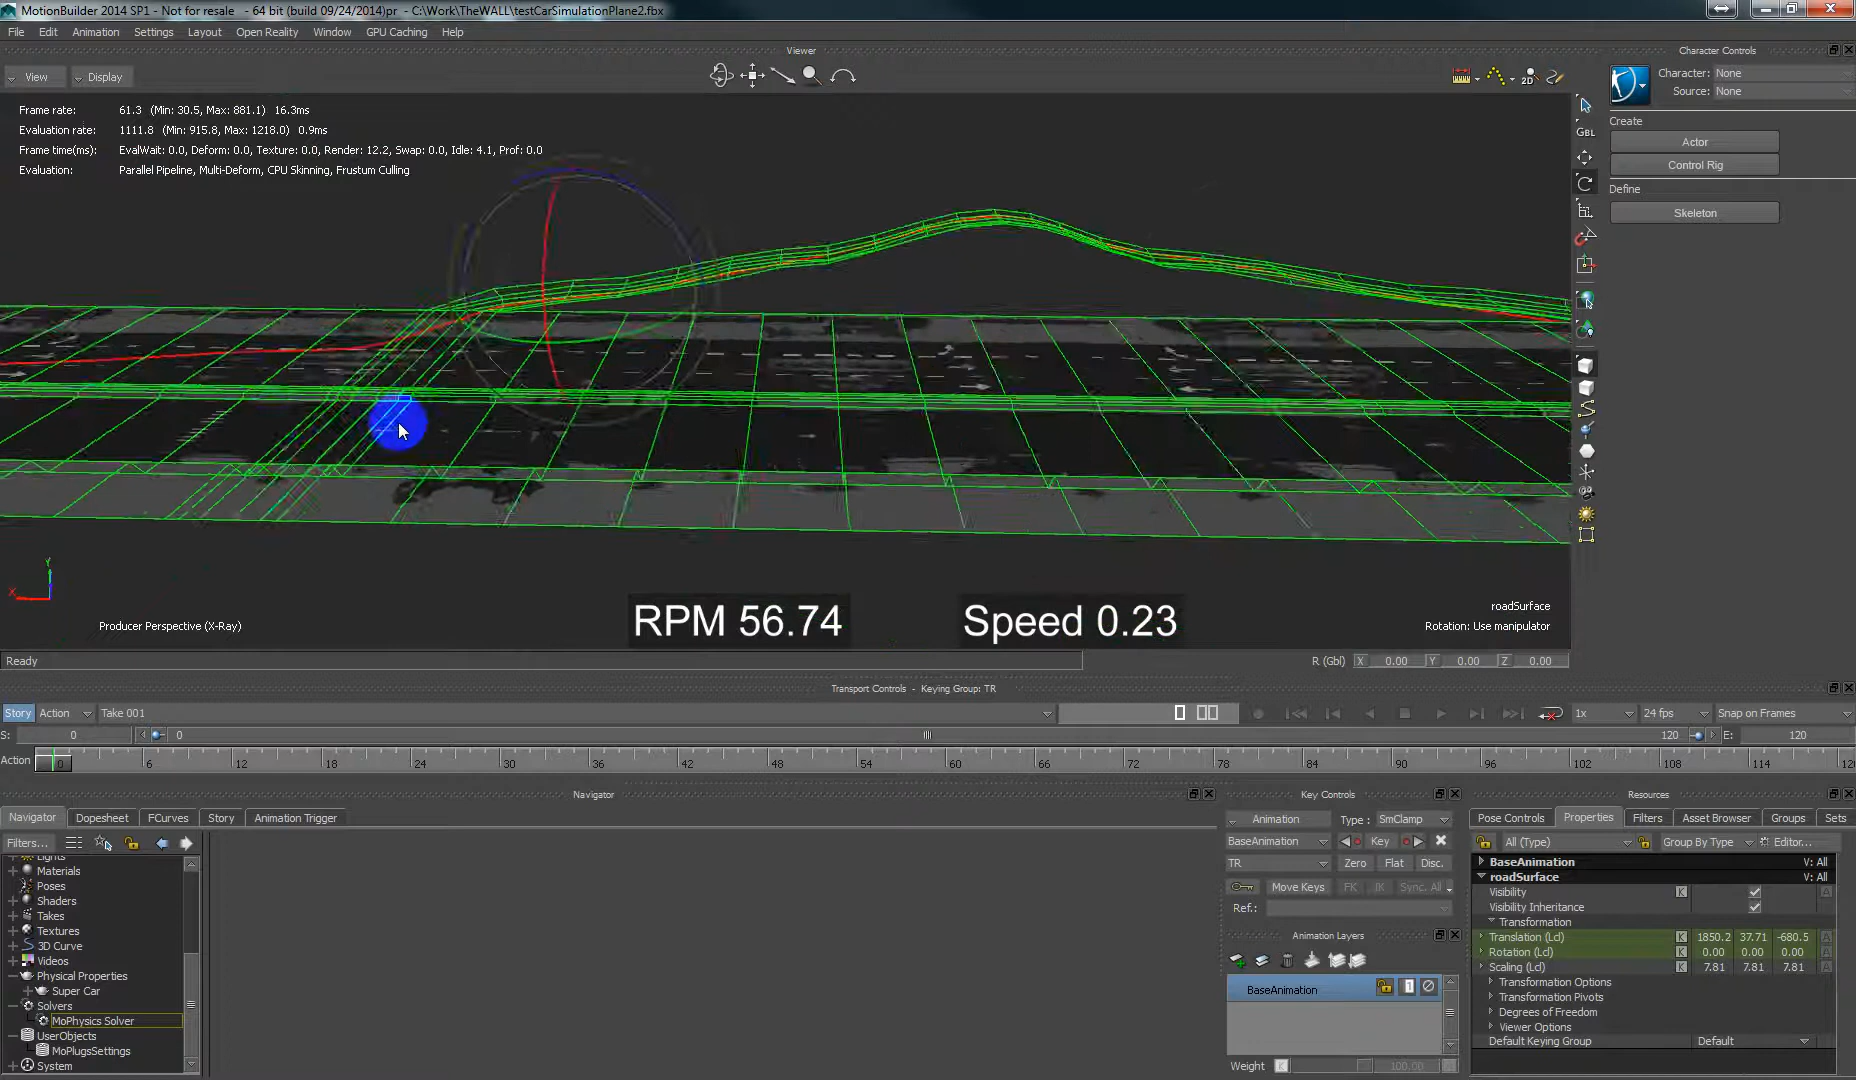 MotionBuilder 2014 SP1 - Not for resale - 64 bit (build 09/24/2014)pr - C:\Work\TheWALL\testCarSimulationPlane2.fbx
File Edit Animation Settings Layout Open Reality Window GPU Caching Help
Viewer
Character Controls
View Display
2D
Character: None
Source: None
Frame rate: 61.3 (Min: 30.5, Max: 881.1) 16.3ms
Evaluation rate: 1111.8 (Min: 915.8, Max: 1218.0) 0.9ms
Frame time(ms): EvalWait: 0.0, Deform: 0.0, Texture: 0.0, Render: 12.2, Swap: 0.0, Idle: 4.1, Prof: 0.0
Evaluation: Parallel Pipeline, Multi-Deform, CPU Skinning, Frustum Culling
GBL
Create
Actor
Control Rig
Define
Skeleton
Y
X
RPM 56.74 Speed 0.23
roadSurface
Producer Perspective (X-Ray)
Rotation: Use manipulator
Ready
R (Gbl) X 0.00 Y 0.00 Z 0.00
Transport Controls - Keying Group: TR
Story Action Take 001 1x 24 fps Snap on Frames
S: 0 0 120 E: 120
Action 0 6 12 18 24 30 36 42 48 54 60 66 72 78 84 90 96 102 108 114 120
Navigator
Navigator Dopesheet FCurves Story Animation Trigger
Filters...
Lights
Materials
Poses
Shaders
Takes
Textures
3D Curve
Videos
Physical Properties
Super Car
Solvers
MoPhysics Solver
UserObjects
MoPlugsSettings
System
Key Controls
Animation Type : SmClamp
BaseAnimation Key
TR Zero Flat Disc.
Move Keys FK IK Sync. All
Ref.:
Animation Layers
BaseAnimation 1
Weight K 100.00
Resources
Pose Controls Properties Filters Asset Browser Groups Sets
All (Type) Group By Type Editor...
BaseAnimation V: All
roadSurface V: All
Visibility K A
Visibility Inheritance
Transformation
Translation (Lcl) K 1850.2 37.71 -680.5 A
Rotation (Lcl) K 0.00 0.00 0.00 A
Scaling (Lcl) K 7.81 7.81 7.81 A
Transformation Options
Transformation Pivots
Degrees of Freedom
Viewer Options
Default Keying Group Default